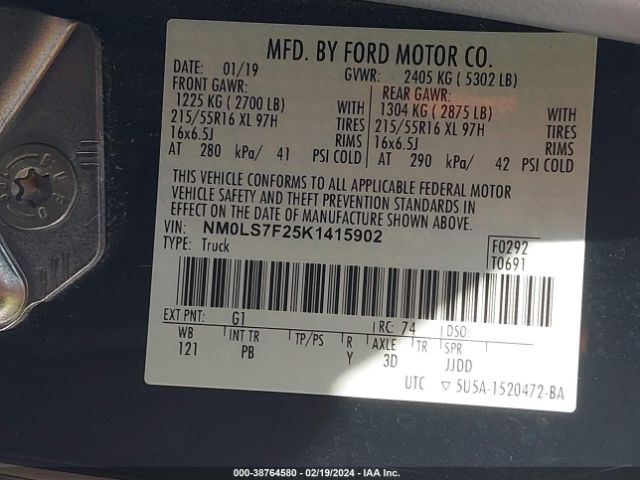 MFD. BY FORD MOTOR CO.
DATE: 01/19 GVWR: 2405 KG ( 5302 LB)
FRONT GAWR: REAR GAWR:
1225 KG ( 2700 LB) WITH 1304 KG ( 2875 LB) WITH
215/55R16 XL 97H TIRES 215/55R16 XL 97H TIRES
16x6.5J RIMS 16x6.5J RIMS
AT 280 kPa/ 41 PSI COLD AT 290 kPa/ 42 PSI COLD
THIS VEHICLE CONFORMS TO ALL APPLICABLE FEDERAL MOTOR
VEHICLE SAFETY AND THEFT PREVENTION STANDARDS IN
EFFECT ON THE DATE OF MANUFACTURE SHOWN ABOVE.
VIN: NM0LS7F25K1415902
TYPE: Truck
F0292
T0691
EXT PNT: G1 RC: 74 DSO:
WB INT TR TP/PS R AXLE TR SPR
121 PB Y 3D JJDD
UTC ▽ 5U5A-1520472-BA
000-38764580 - 02/19/2024 - IAA Inc.